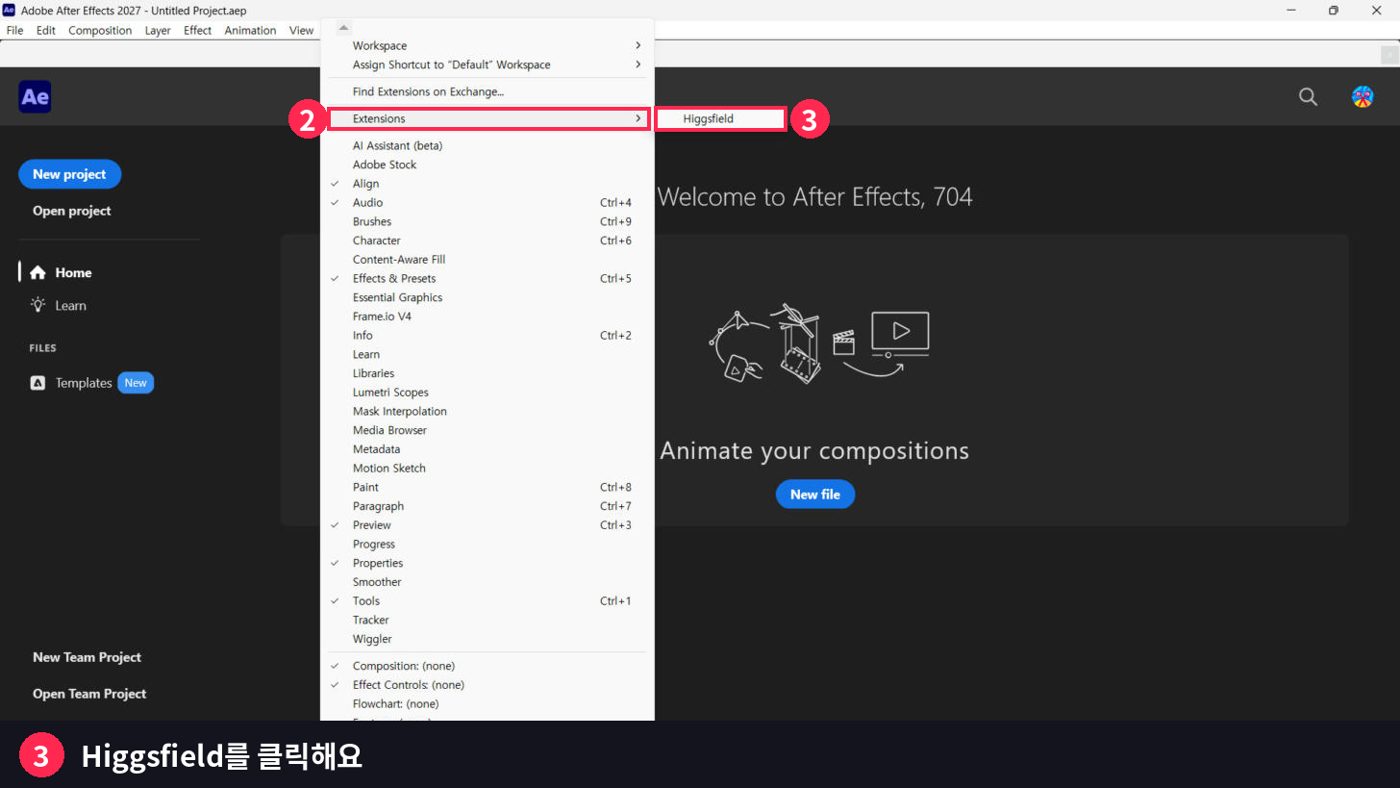 Ae Adobe After Effects 2027 - Untitled Project.aep
File Edit Composition Layer Effect Animation View
Workspace
Assign Shortcut to “Default” Workspace
Find Extensions on Exchange...
2 Extensions Higgsfield 3
AI Assistant (beta)
Adobe Stock
Align
Audio Ctrl+4
Brushes Ctrl+9
Character Ctrl+6
Content-Aware Fill
Effects & Presets Ctrl+5
Essential Graphics
Frame.io V4
Info Ctrl+2
Learn
Libraries
Lumetri Scopes
Mask Interpolation
Media Browser
Metadata
Motion Sketch
Paint Ctrl+8
Paragraph Ctrl+7
Preview Ctrl+3
Progress
Properties
Smoother
Tools Ctrl+1
Tracker
Wiggler
Composition: (none)
Effect Controls: (none)
Flowchart: (none)
Ae
New project
Open project
Home
Learn
FILES
Templates New
New Team Project
Open Team Project
Welcome to After Effects, 704
Animate your compositions
New file
3 Higgsfield를 클릭해요